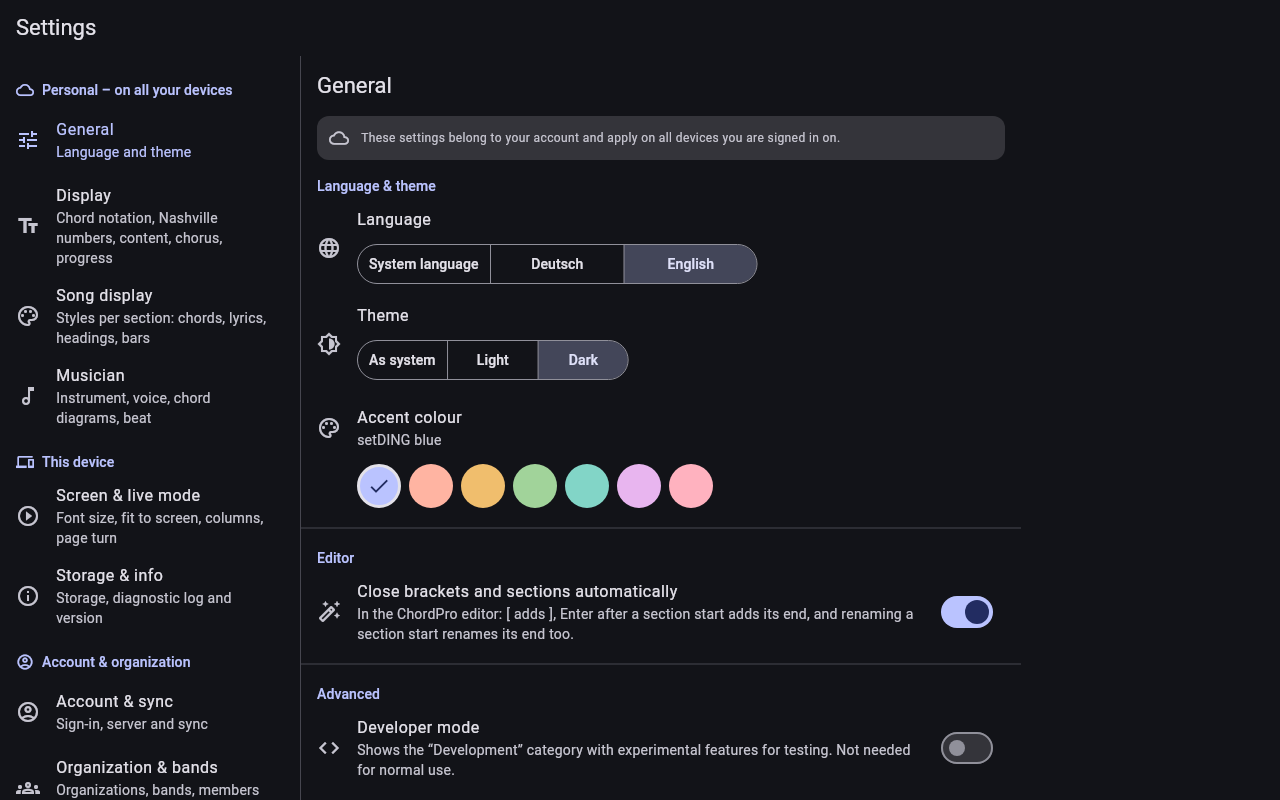 Settings
Personal – on all your devices
General
Language and theme
Display
Chord notation, Nashville
numbers, content, chorus,
progress
Song display
Styles per section: chords, lyrics,
headings, bars
Musician
Instrument, voice, chord
diagrams, beat
This device
Screen & live mode
Font size, fit to screen, columns,
page turn
Storage & info
Storage, diagnostic log and
version
Account & organization
Account & sync
Sign-in, server and sync
Organization & bands
Organizations, bands, members
General
These settings belong to your account and apply on all devices you are signed in on.
Language & theme
Language
System language
Deutsch
English
Theme
As system
Light
Dark
Accent colour
setDING blue
Editor
Close brackets and sections automatically
In the ChordPro editor: [ adds ], Enter after a section start adds its end, and renaming a
section start renames its end too.
Advanced
Developer mode
Shows the “Development” category with experimental features for testing. Not needed
for normal use.